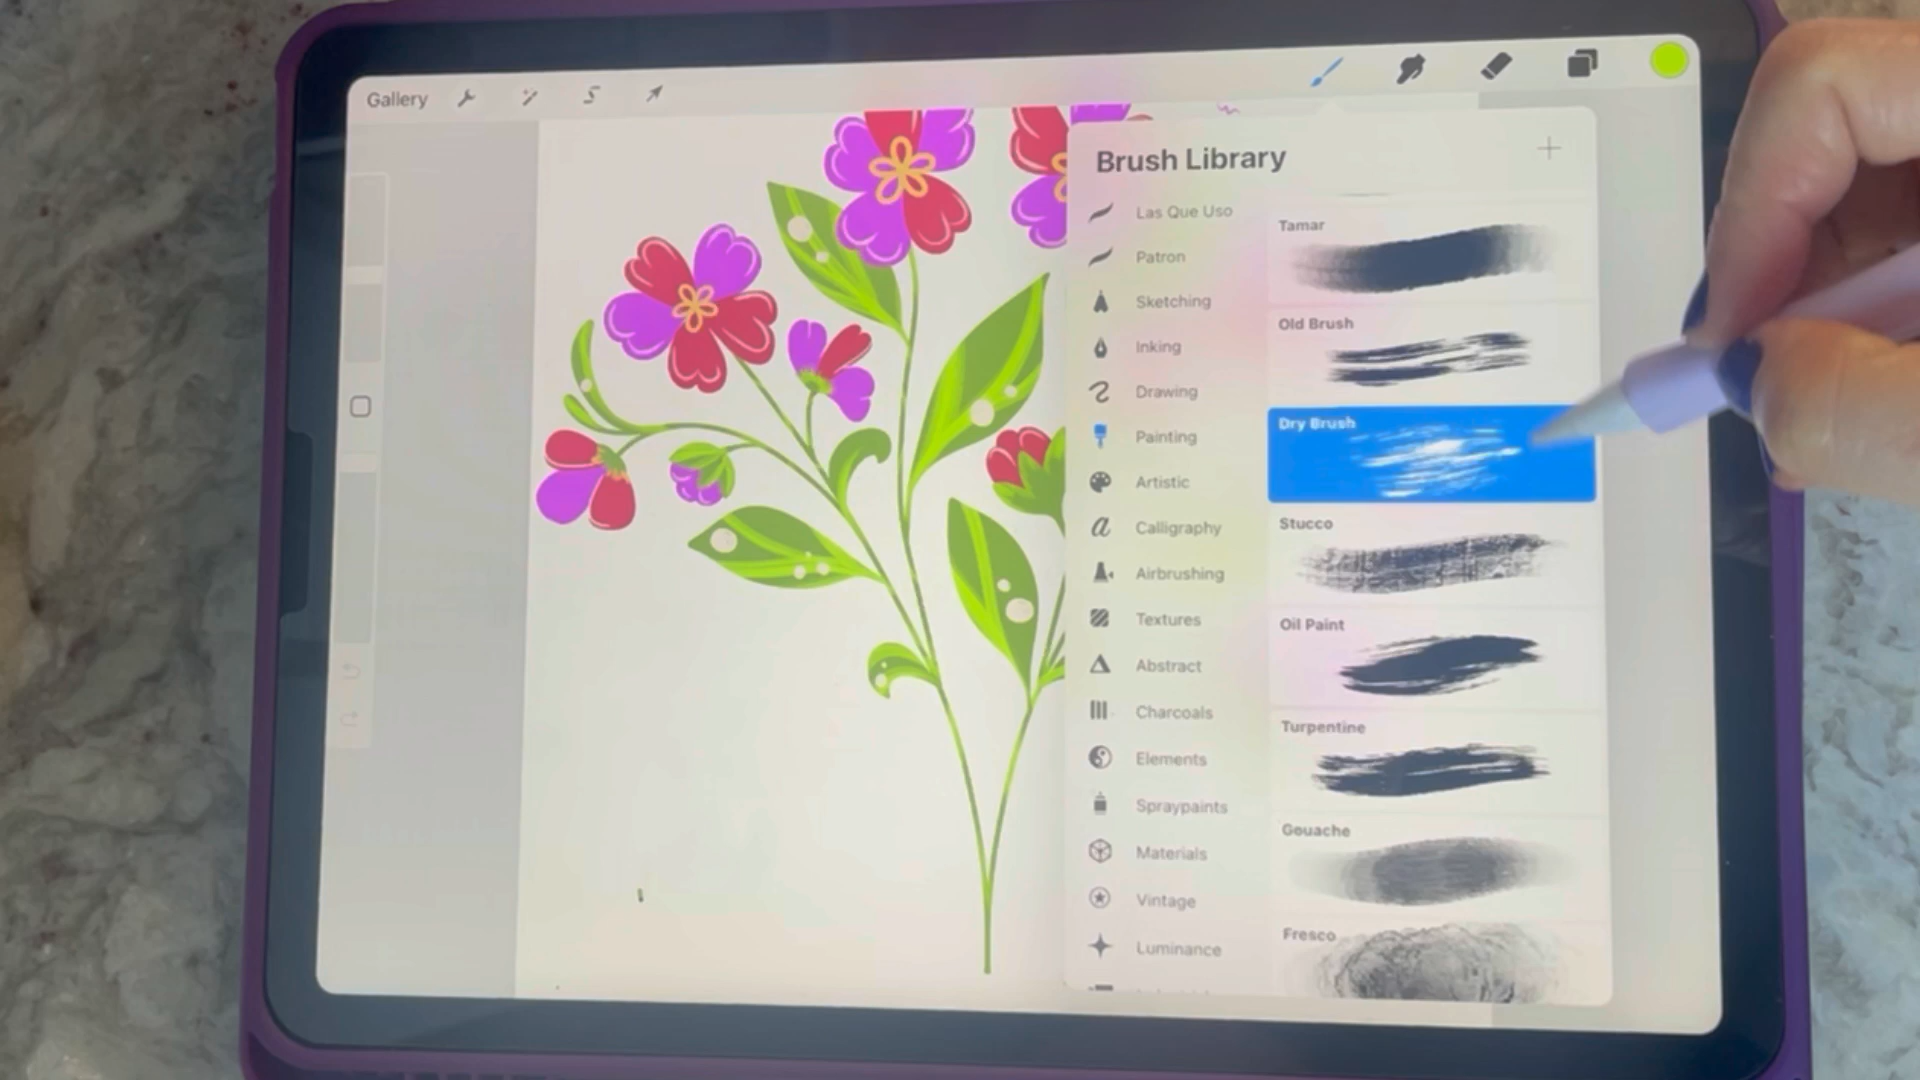 Gallery
Brush Library
Las Que Uso
Patron
Sketching
Inking
Drawing
Painting
Artistic
Calligraphy
Airbrushing
Textures
Abstract
Charcoals
Elements
Spraypaints
Materials
Vintage
Luminance
Tamar
Old Brush
Dry Brush
Stucco
Oil Paint
Turpentine
Gouache
Fresco